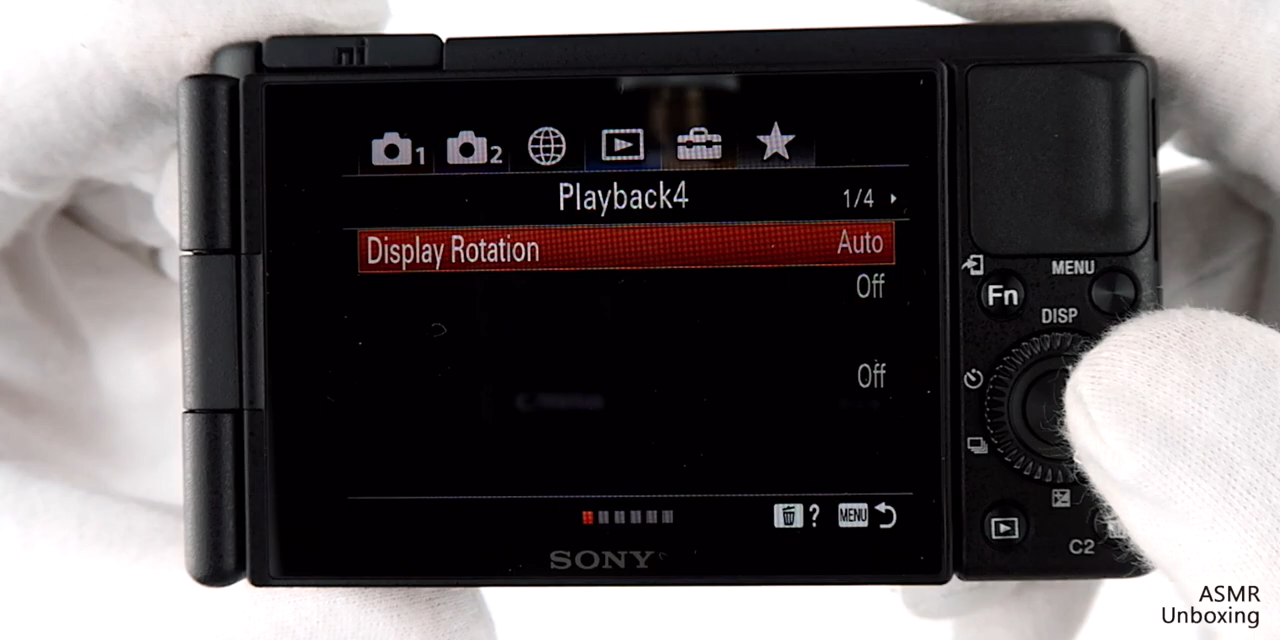 1 2
Playback4 1/4
Display Rotation Auto
Off
Off
? MENU
SONY
MENU
Fn
DISP
C2
ASMR
Unboxing